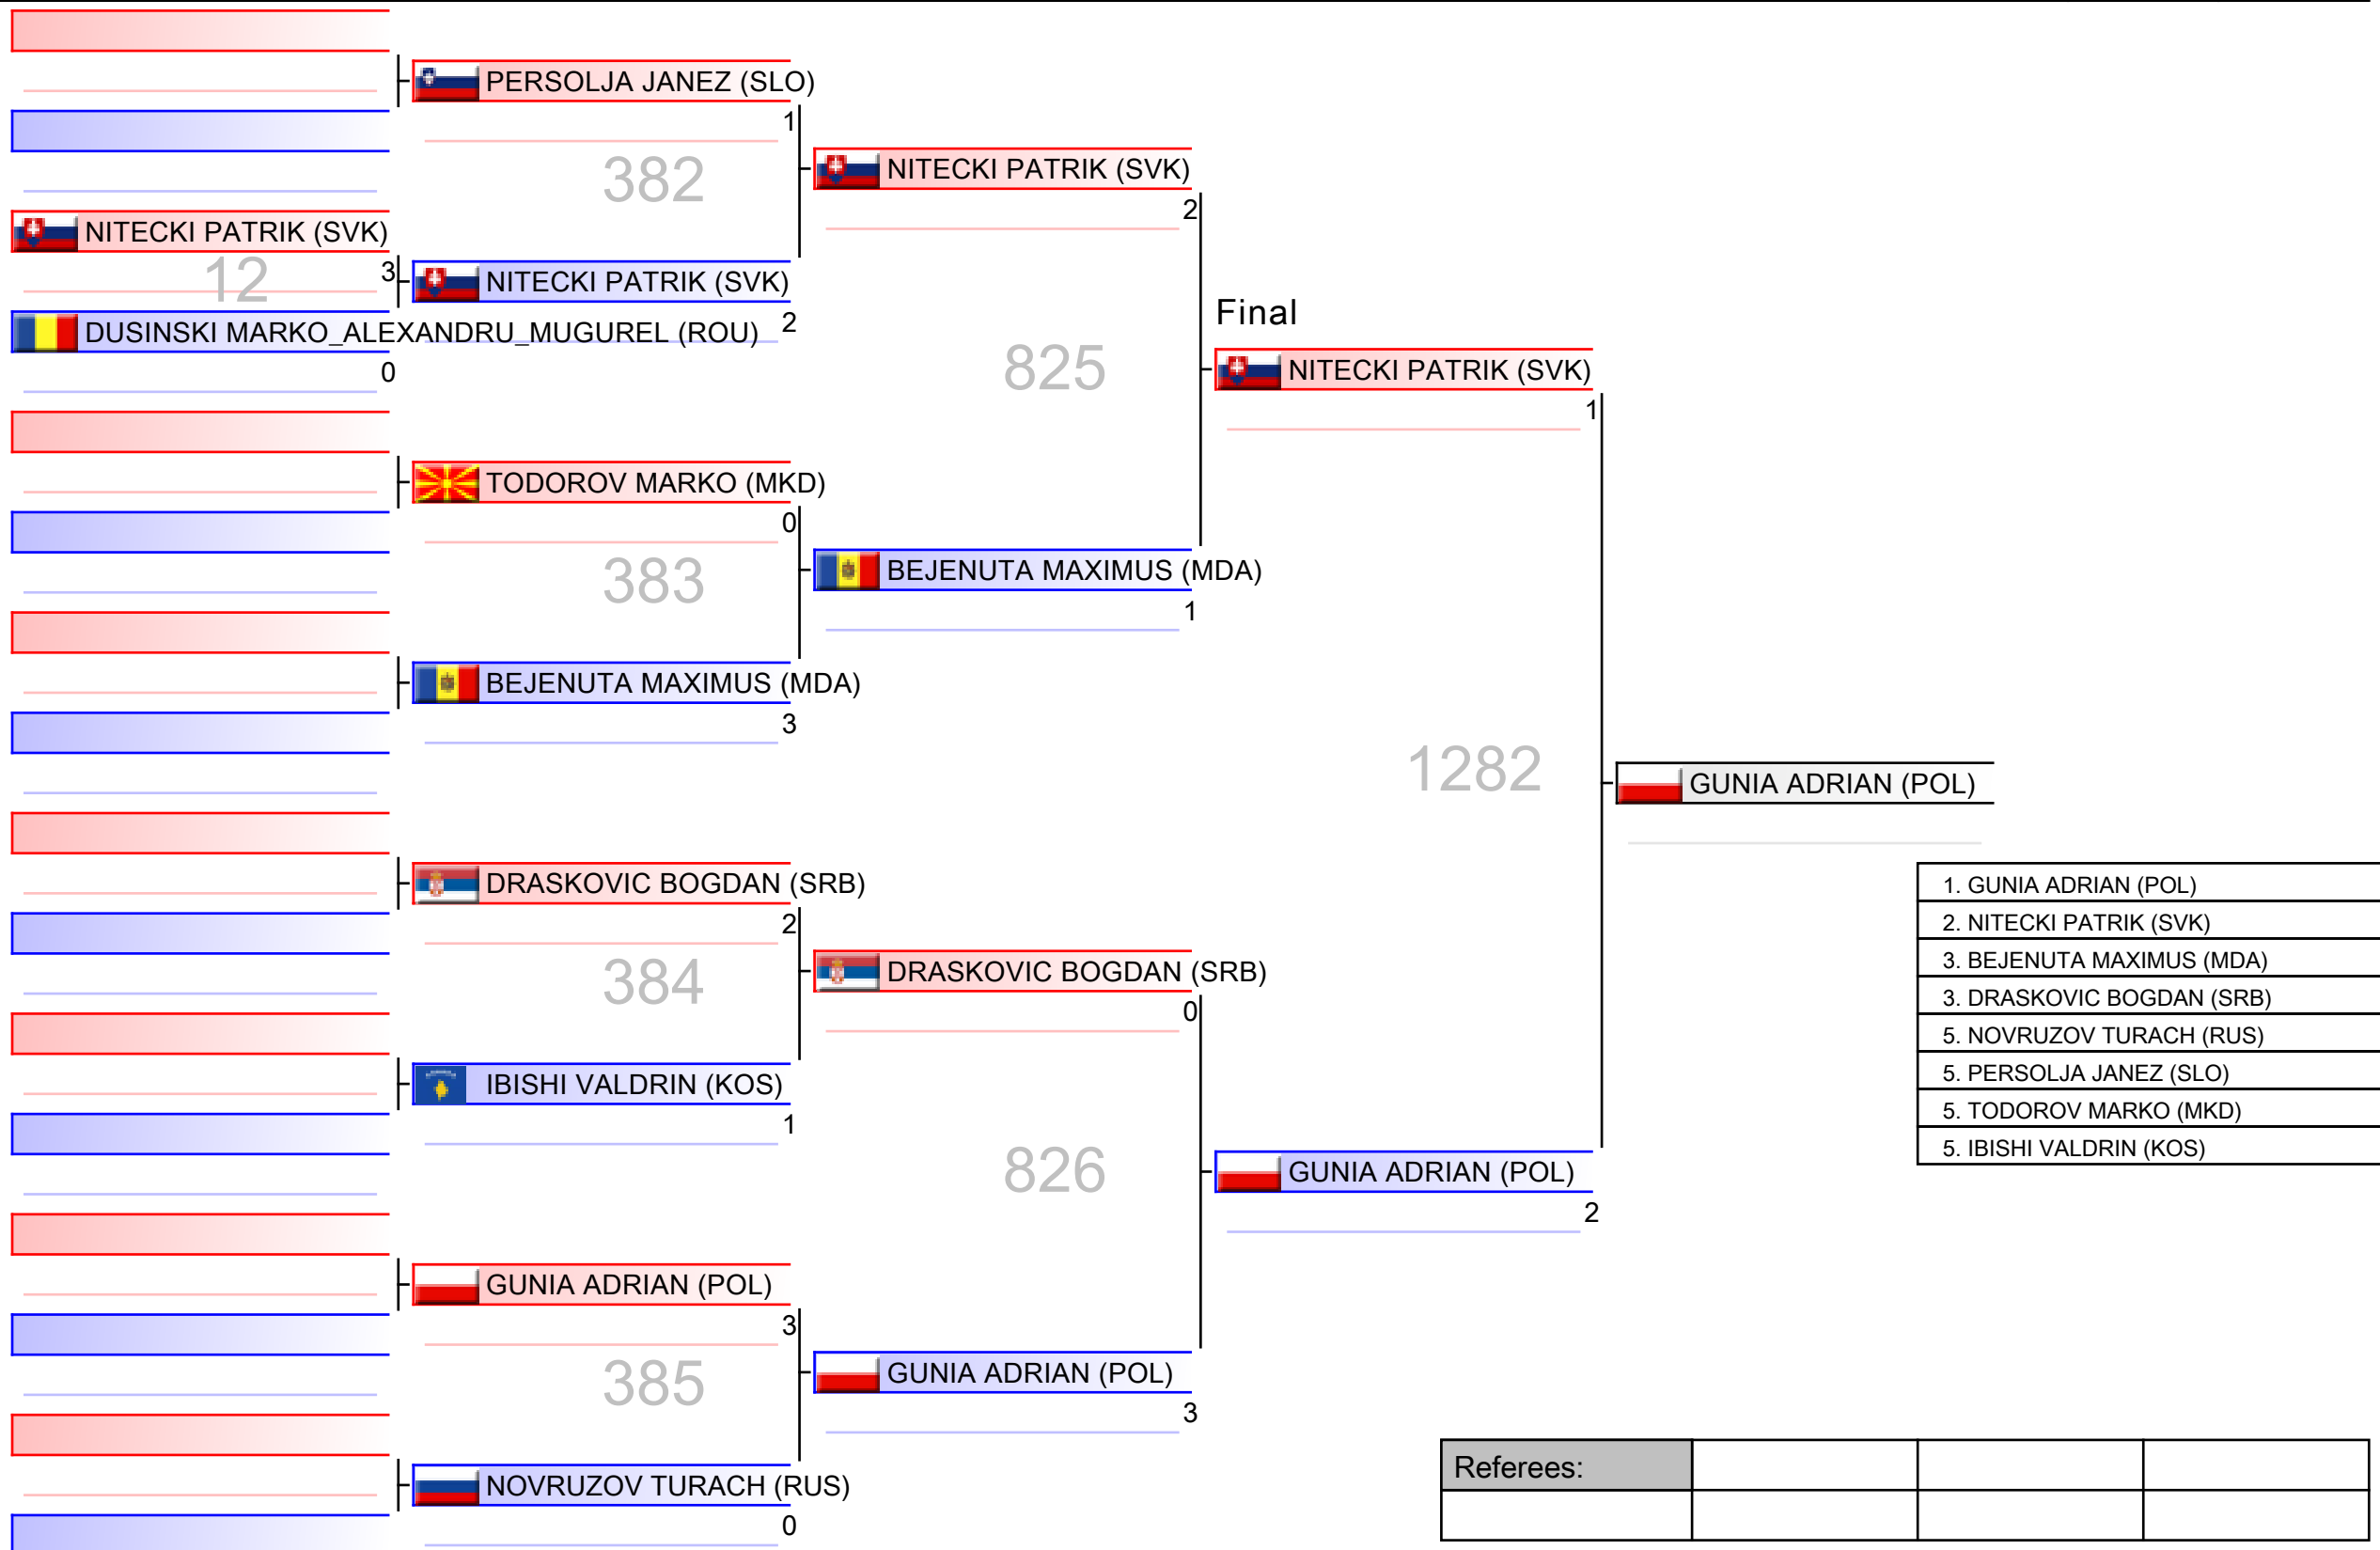 PERSOLJA JANEZ (SLO)
1
382
NITECKI PATRIK (SVK)
2
NITECKI PATRIK (SVK)
12
3
NITECKI PATRIK (SVK)
2
DUSINSKI MARKO_ALEXANDRU_MUGUREL (ROU)
0
Final
825
NITECKI PATRIK (SVK)
1
TODOROV MARKO (MKD)
0
383
BEJENUTA MAXIMUS (MDA)
1
BEJENUTA MAXIMUS (MDA)
3
1282
GUNIA ADRIAN (POL)
DRASKOVIC BOGDAN (SRB)
2
384
DRASKOVIC BOGDAN (SRB)
0
IBISHI VALDRIN (KOS)
1
826
GUNIA ADRIAN (POL)
2
GUNIA ADRIAN (POL)
3
385
GUNIA ADRIAN (POL)
3
NOVRUZOV TURACH (RUS)
0
1. GUNIA ADRIAN (POL)
2. NITECKI PATRIK (SVK)
3. BEJENUTA MAXIMUS (MDA)
3. DRASKOVIC BOGDAN (SRB)
5. NOVRUZOV TURACH (RUS)
5. PERSOLJA JANEZ (SLO)
5. TODOROV MARKO (MKD)
5. IBISHI VALDRIN (KOS)
Referees: